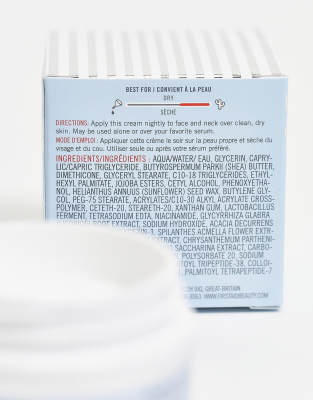 BEST FOR / CONVIENT À LA PEAU
DRY
SÈCHE
DIRECTIONS: Apply this cream nightly to face and neck over clean, dry
skin. May be used alone or over your favorite serum.
MODE D'EMPLOI : Appliquer cette crème le soir sur la peau propre et sèche du
visage et du cou. Utiliser seule ou après votre sérum préféré.
INGREDIENTS/INGRÉDIENTS : AQUA/WATER/ EAU, GLYCERIN, CAPRY-
LIC/CAPRIC TRIGLYCERIDE, BUTYROSPERMUM PARKII (SHEA) BUTTER,
DIMETHICONE, GLYCERYL STEARATE, C10-18 TRIGLYCERIDES, ETHYL-
HEXYL PALMITATE, JOJOBA ESTERS, CETYL ALCOHOL, PHENOXYETHA-
NOL, HELIANTHUS ANNUUS (SUNFLOWER) SEED WAX, BUTYLENE GLY-
COL, PEG-75 STEARATE, ACRYLATES/C10-30 ALKYL ACRYLATE CROSS-
POLYMER, CETETH-20, STEARETH-20, XANTHAN GUM, LACTOBACILLUS
FERMENT, TETRASODIUM EDTA, NIACINAMIDE, GLYCYRRHIZA GLABRA
ROOT EXTRACT, SODIUM HYDROXIDE, ACACIA DECURRENS
SPILANTHES ACMELLA FLOWER EXTR-
EXTRACT, CHRYSANTHEMUM PARTHENI-
SACCHARINA EXTRACT, CARBO-
POLYSORBATE 20, SODIUM
TRIPEPTIDE-38, COLLOI-
PALMITOYL TETRAPEPTIDE-7
GREAT-BRITAIN
WWW.FIRSTAIDBEAUTY.COM